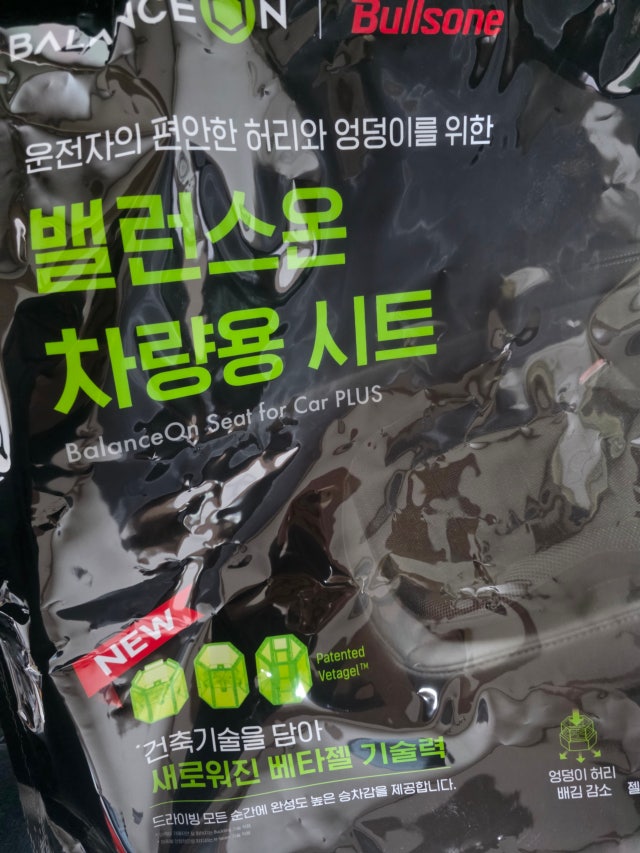 BALANCEON | Bullsone
운전자의 편안한 허리와 엉덩이를 위한
밸런스온
차량용 시트
BalanceOn Seat for Car PLUS
NEW
Patented
Vetagel™
건축기술을 담아
새로워진 베타젤 기술력
드라이빙 모든 순간에 완성도 높은 승차감을 제공합니다.
엉덩이 허리
배김 감소
젤